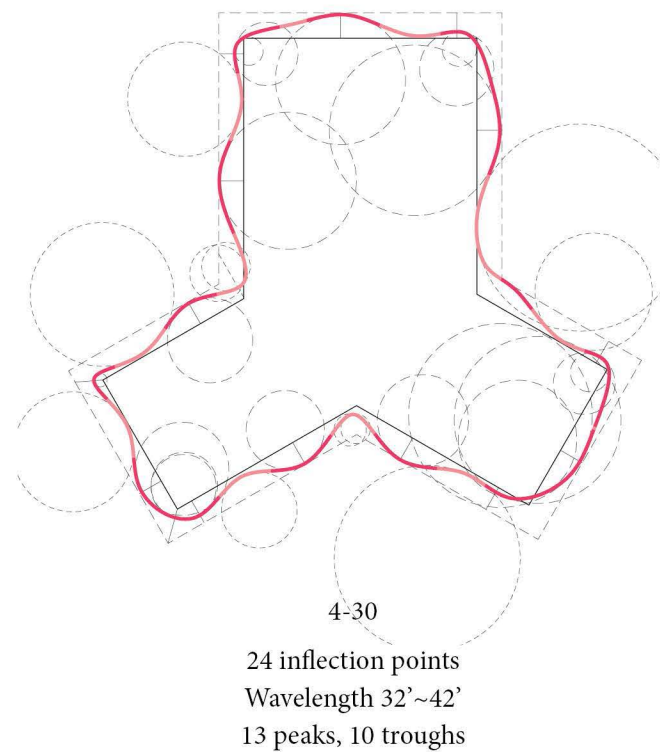 4-30
24 inflection points
Wavelength 32’~42’
13 peaks, 10 troughs